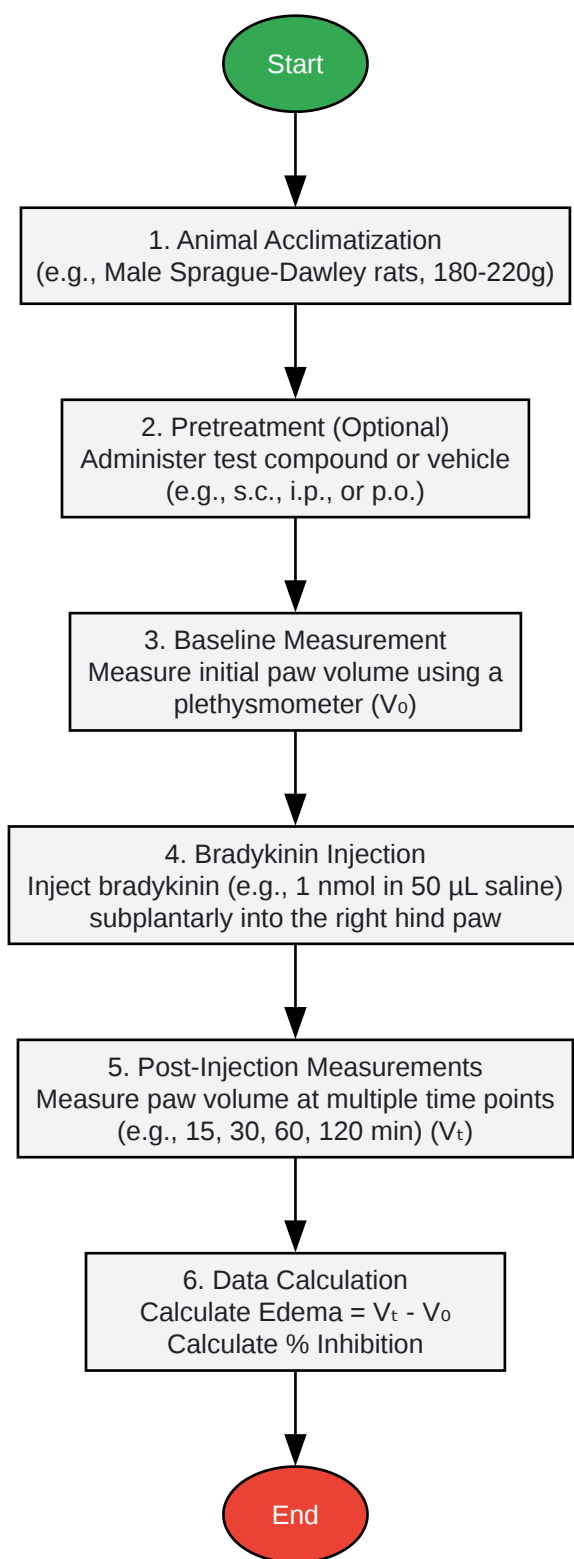 Start
1. Animal Acclimatization
(e.g., Male Sprague-Dawley rats, 180-220g)
2. Pretreatment (Optional)
Administer test compound or vehicle
(e.g., s.c., i.p., or p.o.)
3. Baseline Measurement
Measure initial paw volume using a
plethysmometer (V₀)
4. Bradykinin Injection
Inject bradykinin (e.g., 1 nmol in 50 µL saline)
subplantarly into the right hind paw
5. Post-Injection Measurements
Measure paw volume at multiple time points
(e.g., 15, 30, 60, 120 min) (Vₜ)
6. Data Calculation
Calculate Edema = Vₜ - V₀
Calculate % Inhibition
End